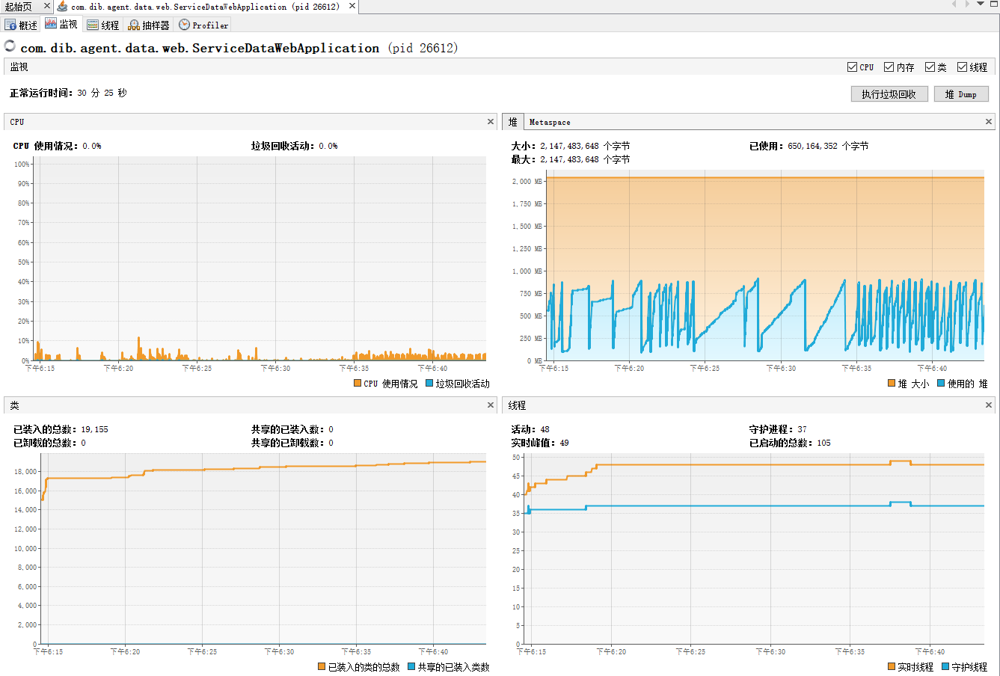 起始页 com.dib.agent.data.web.ServiceDataWebApplication (pid 26612)
概述 监视 线程 抽样器 Profiler
com.dib.agent.data.web.ServiceDataWebApplication (pid 26612)
监视 CPU 内存 类 线程
正常运行时间: 30 分 25 秒 执行垃圾回收 堆 Dump
CPU
CPU 使用情况: 0.0% 垃圾回收活动: 0.0%
100%
90%
80%
70%
60%
50%
40%
30%
20%
10%
0%
下午6:15 下午6:20 下午6:25 下午6:30 下午6:35 下午6:40
CPU 使用情况 垃圾回收活动
堆 Metaspace
大小: 2,147,483,648 个字节 已使用: 650,164,352 个字节
最大: 2,147,483,648 个字节
2,000 MB
1,750 MB
1,500 MB
1,250 MB
1,000 MB
750 MB
500 MB
250 MB
0 MB
下午6:15 下午6:20 下午6:25 下午6:30 下午6:35 下午6:40
堆 大小 使用的 堆
类
已装入的总数: 19,155 共享的已装入数: 0
已卸载的总数: 0 共享的已卸载数: 0
18,000
16,000
14,000
12,000
10,000
8,000
6,000
4,000
2,000
0
下午6:15 下午6:20 下午6:25 下午6:30 下午6:35 下午6:40
已装入的类的总数 共享的已装入类数
线程
活动: 48 守护进程: 37
实时峰值: 49 已启动的总数: 105
50
45
40
35
30
25
20
15
10
5
0
下午6:15 下午6:20 下午6:25 下午6:30 下午6:35 下午6:40
实时线程 守护线程